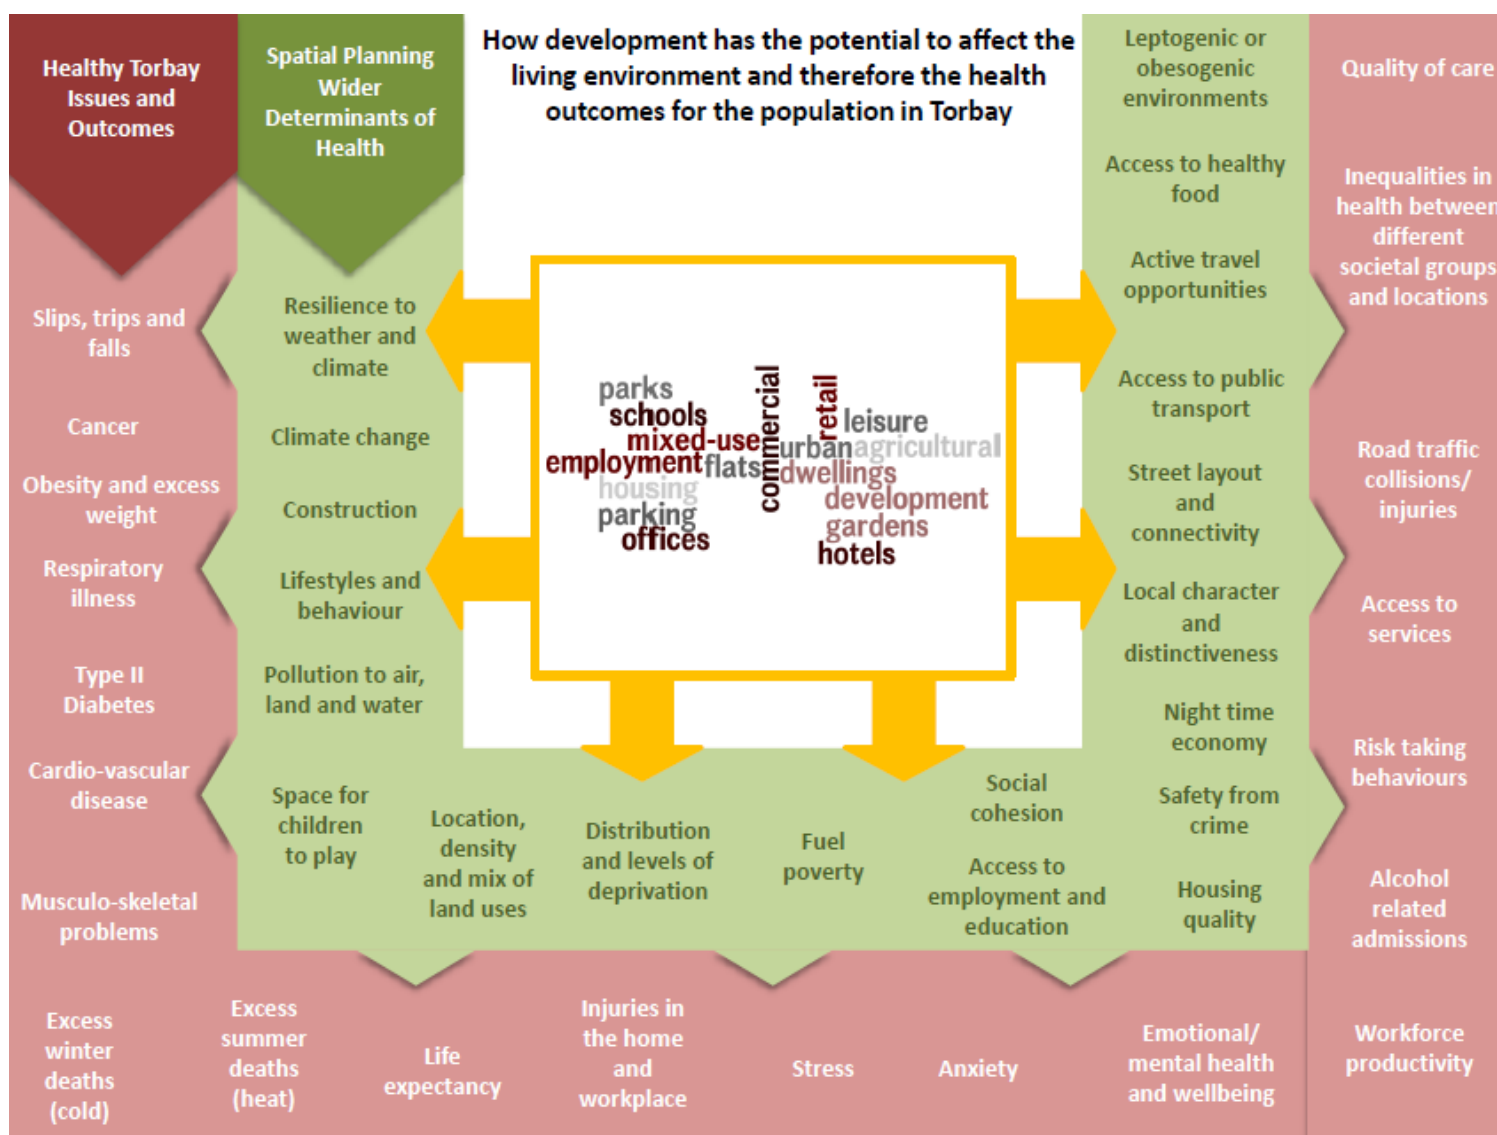 Healthy Torbay
Issues and
Outcomes
Spatial Planning
Wider
Determinants of
Health
How development has the potential to affect the
living environment and therefore the health
outcomes for the population in Torbay
Slips, trips and
falls
Cancer
Obesity and excess
weight
Respiratory
illness
Type II
Diabetes
Cardio-vascular
disease
Musculo-skeletal
problems
Excess
winter
deaths
(cold)
Resilience to
weather and
climate
Climate change
Construction
Lifestyles and
behaviour
Pollution to air,
land and water
Space for
children
to play
Location,
density
and mix of
land uses
Distribution
and levels of
deprivation
Fuel
poverty
Social
cohesion
Access to
employment and
education
parks
schools
mixed-use
employment
flats
housing
parking
offices
commercial
retail
leisure
urban
agricultural
dwellings
development
gardens
hotels
Leptogenic or
obesogenic
environments
Access to healthy
food
Active travel
opportunities
Access to public
transport
Street layout
and
connectivity
Local character
and
distinctiveness
Night time
economy
Safety from
crime
Housing
quality
Quality of care
Inequalities in
health between
different
societal groups
and locations
Road traffic
collisions/
injuries
Access to
services
Risk taking
behaviours
Alcohol
related
admissions
Workforce
productivity
Excess
summer
deaths
(heat)
Life
expectancy
Injuries in
the home
and
workplace
Stress
Anxiety
Emotional/
mental health
and wellbeing